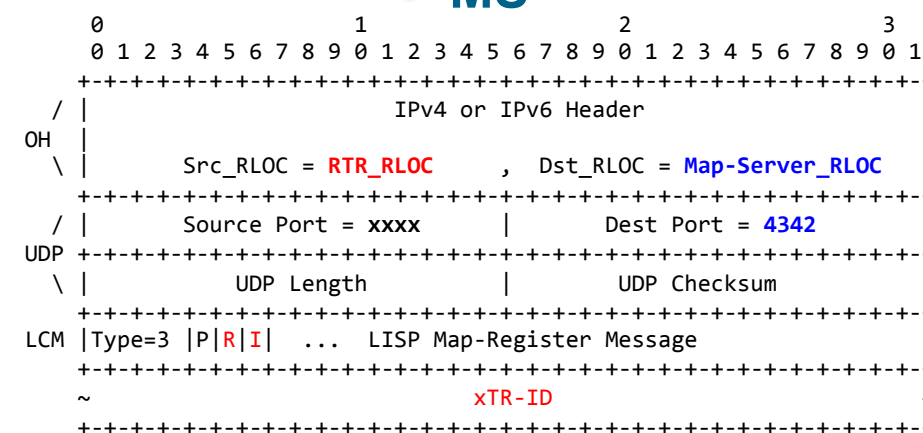 MS
0                   1                   2                   3
0 1 2 3 4 5 6 7 8 9 0 1 2 3 4 5 6 7 8 9 0 1 2 3 4 5 6 7 8 9 0 1
+-+-+-+-+-+-+-+-+-+-+-+-+-+-+-+-+-+-+-+-+-+-+-+-+-+-+-+-+-+-+-+-
/ |                       IPv4 or IPv6 Header
OH |
\ |       Src_RLOC = RTR_RLOC     ,  Dst_RLOC = Map-Server_RLOC
+-+-+-+-+-+-+-+-+-+-+-+-+-+-+-+-+-+-+-+-+-+-+-+-+-+-+-+-+-+-+-+-
/ |       Source Port = xxxx      |       Dest Port = 4342
UDP +-+-+-+-+-+-+-+-+-+-+-+-+-+-+-+-+-+-+-+-+-+-+-+-+-+-+-+-+-+-+-+-
\ |           UDP Length          |        UDP Checksum
+-+-+-+-+-+-+-+-+-+-+-+-+-+-+-+-+-+-+-+-+-+-+-+-+-+-+-+-+-+-+-+-
LCM |Type=3 |P|R|I|  ...  LISP Map-Register Message
+-+-+-+-+-+-+-+-+-+-+-+-+-+-+-+-+-+-+-+-+-+-+-+-+-+-+-+-+-+-+-+-
~                             xTR-ID
+-+-+-+-+-+-+-+-+-+-+-+-+-+-+-+-+-+-+-+-+-+-+-+-+-+-+-+-+-+-+-+-